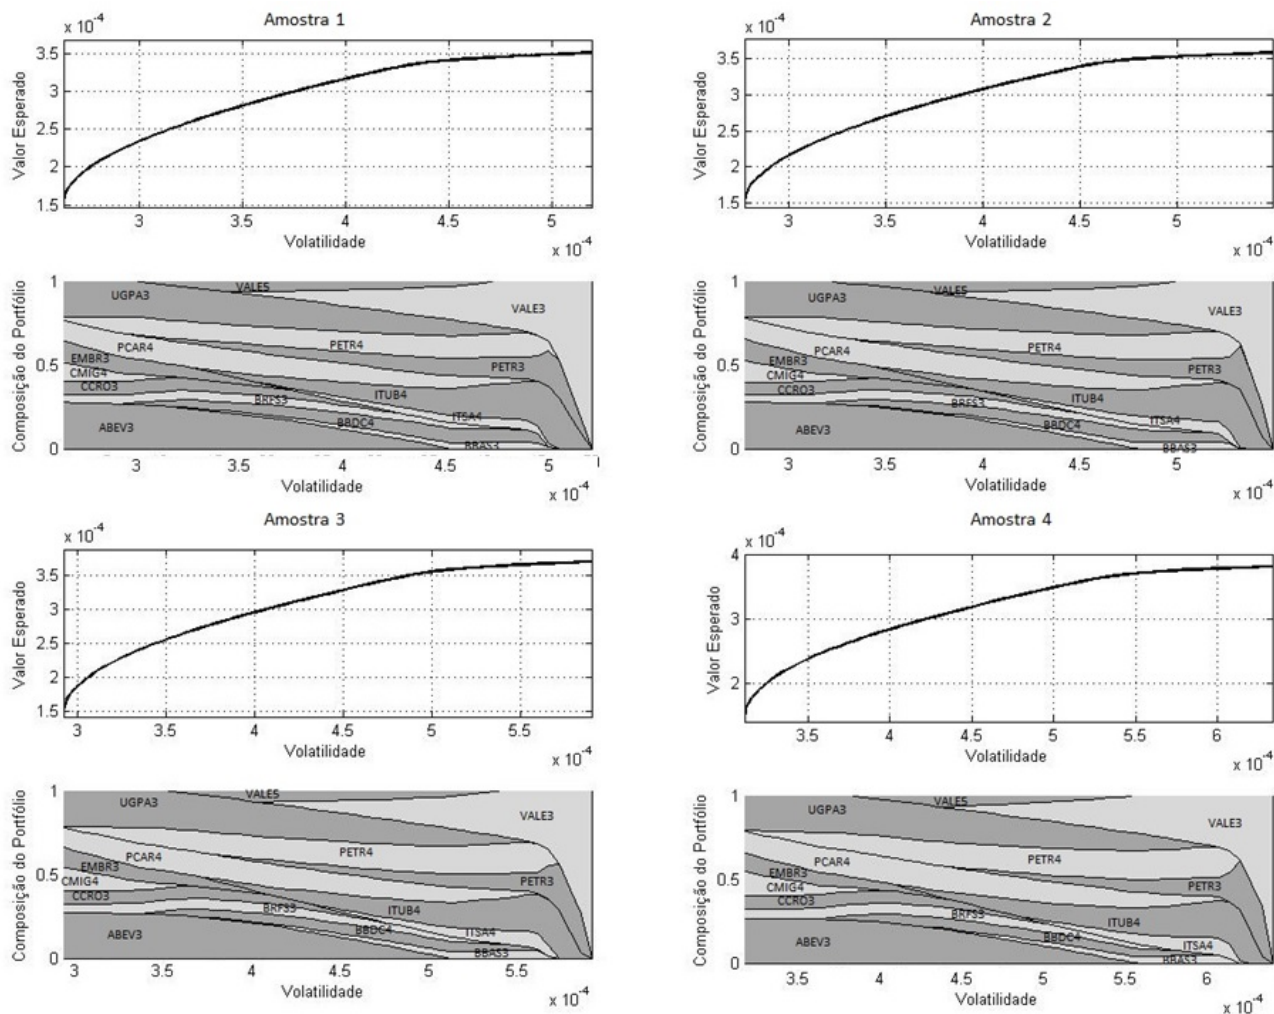 Amostra 1
x 10^-4
3.5
3
2.5
2
1.5
Valor Esperado
3 3.5 4 4.5 5
Volatilidade
x 10^-4
1
0.5
0
Composição do Portfólio
UGPA3
VALE5
VALE3
PETR4
PCAR4
EMBR3
PETR3
CMIG4
CCRO3
ITUB4
BRFS3
ITSA4
BBDC4
ABEV3
BBAS3
3 3.5 4 4.5 5
Volatilidade
x 10^-4
Amostra 2
x 10^-4
3.5
3
2.5
2
1.5
Valor Esperado
3 3.5 4 4.5 5
Volatilidade
x 10^-4
1
0.5
0
Composição do Portfólio
UGPA3
VALE5
VALE3
PETR4
PCAR4
EMBR3
PETR3
CMIG4
CCRO3
ITUB4
BRFS3
ITSA4
BBDC4
ABEV3
BBAS3
3 3.5 4 4.5 5
Volatilidade
x 10^-4
Amostra 3
x 10^-4
3.5
3
2.5
2
1.5
Valor Esperado
3 3.5 4 4.5 5 5.5
Volatilidade
x 10^-4
1
0.5
0
Composição do Portfólio
UGPA3
VALE5
VALE3
PETR4
PCAR4
EMBR3
PETR3
CMIG4
CCRO3
ITUB4
BRFS3
ITSA4
BBDC4
ABEV3
BBAS3
3 3.5 4 4.5 5 5.5
Volatilidade
x 10^-4
Amostra 4
x 10^-4
4
3
2
Valor Esperado
3.5 4 4.5 5 5.5 6
Volatilidade
x 10^-4
1
0.5
0
Composição do Portfólio
UGPA3
VALE5
VALE3
PETR4
PCAR4
EMBR3
PETR3
CMIG4
CCRO3
ITUB4
BRFS3
ITSA4
BBDC4
ABEV3
BBAS3
3.5 4 4.5 5 5.5 6
Volatilidade
x 10^-4